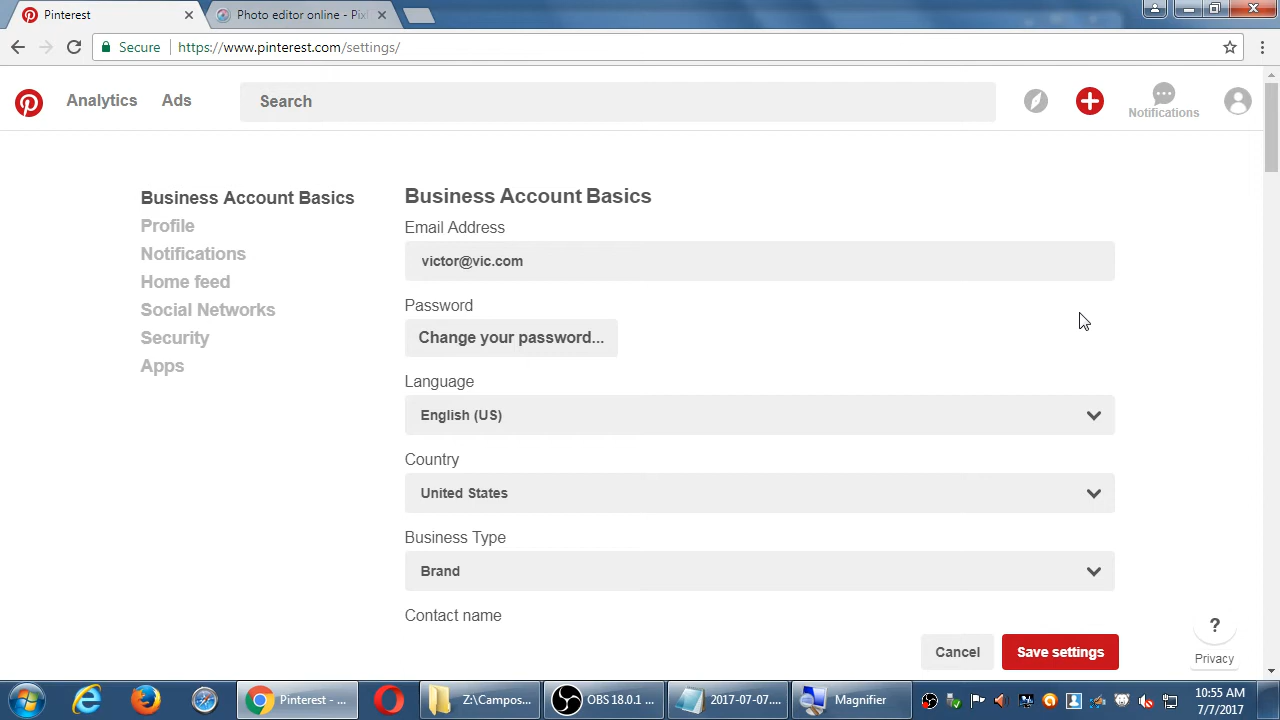 Pinterest
Photo editor online - Pixl
Secure
https://www.pinterest.com/settings/
Analytics
Ads
Search
Notifications
Business Account Basics
Profile
Notifications
Home feed
Social Networks
Security
Apps
Business Account Basics
Email Address
victor@vic.com
Password
Change your password...
Language
English (US)
Country
United States
Business Type
Brand
Contact name
Cancel
Save settings
?
Privacy
Pinterest - ...
Z:\Campos...
OBS 18.0.1 ...
2017-07-07....
Magnifier
10:55 AM
7/7/2017